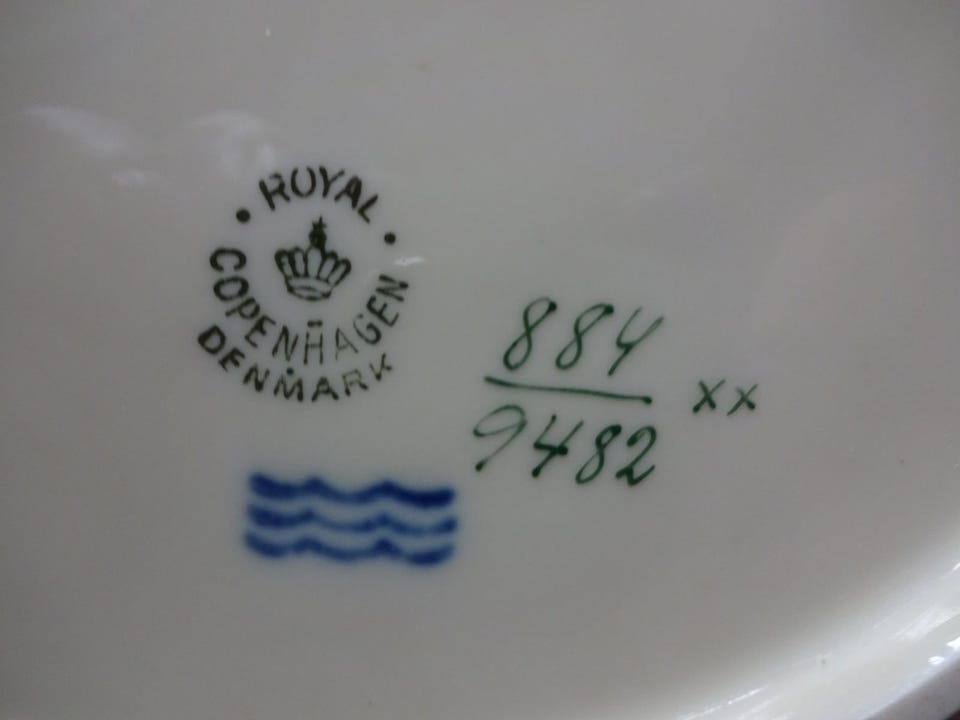 ROYAL
COPENHAGEN
DENMARK
884
9482
xx